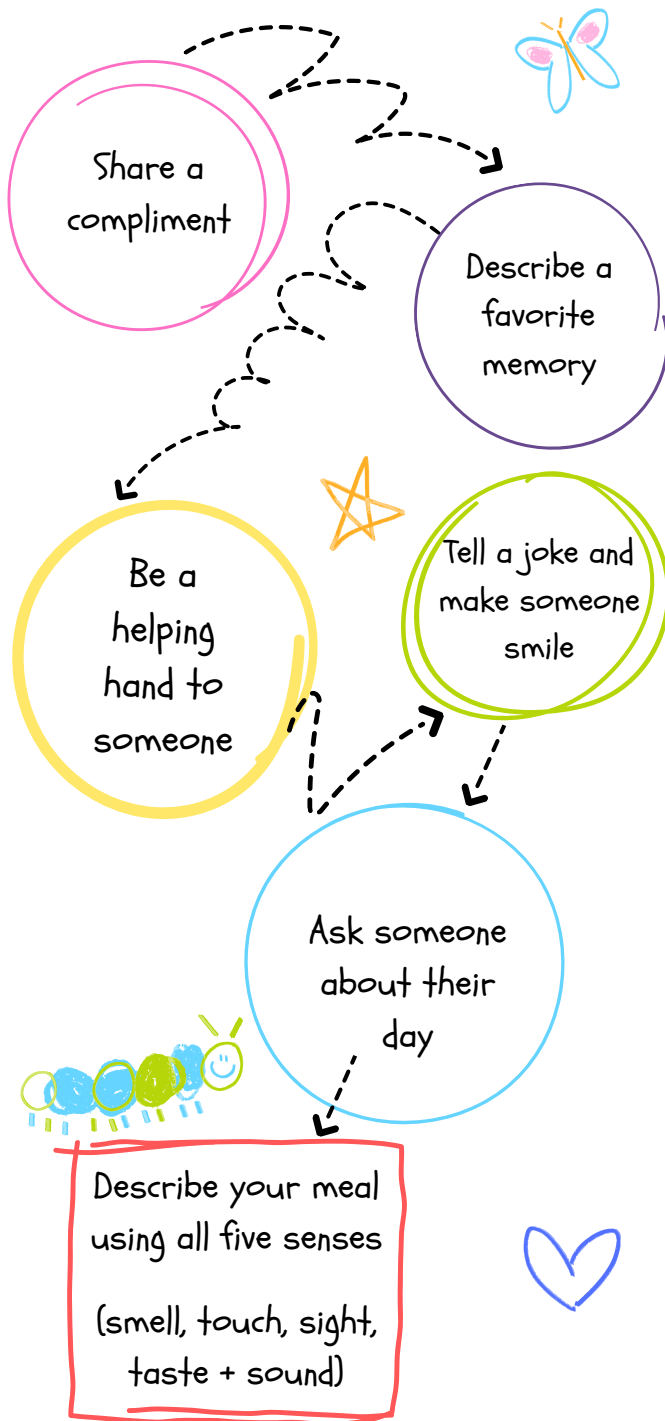 Share a
compliment
Describe a
favorite
memory
Be a
helping
hand to
someone
Tell a joke and
make someone
smile
Ask someone
about their
day
Describe your meal
using all five senses
(smell, touch, sight,
taste + sound)